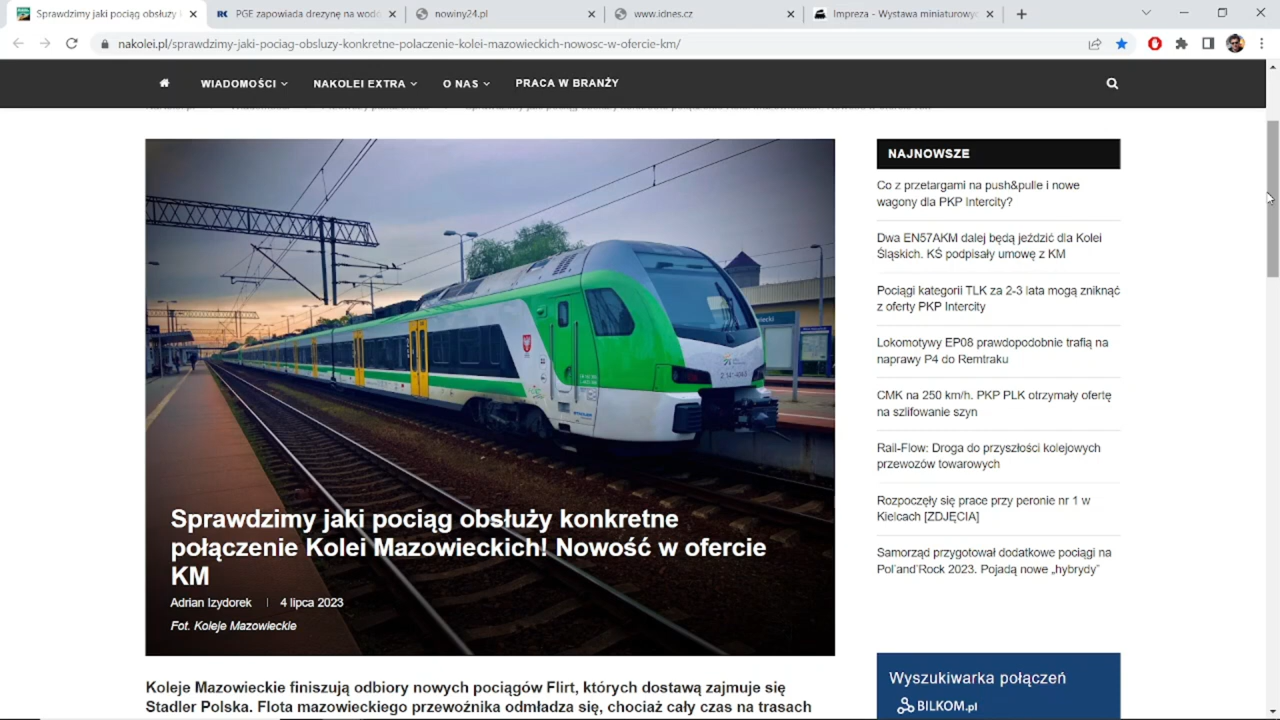 Sprawdzimy jaki pociąg obsłuży k
PGE zapowiada drezynę na wodo
nowiny24.pl
www.idnes.cz
Impreza - Wystawa miniaturowyc
nakolei.pl/sprawdzimy-jaki-pociag-obsluzy-konkretne-polaczenie-kolei-mazowieckich-nowosc-w-ofercie-km/
WIADOMOŚCI
NAKOLEI EXTRA
O NAS
PRACA W BRANŻY
Sprawdzimy jaki pociąg obsłuży konkretne
połączenie Kolei Mazowieckich! Nowość w ofercie
KM
Adrian Izydorek
4 lipca 2023
Fot. Koleje Mazowieckie
Koleje Mazowieckie finiszują odbiory nowych pociągów Flirt, których dostawą zajmuje się
Stadler Polska. Flota mazowieckiego przewoźnika odmładza się, chociaż cały czas na trasach
NAJNOWSZE
Co z przetargami na push&pulle i nowe
wagony dla PKP Intercity?
Dwa EN57AKM dalej będą jeździć dla Kolei
Śląskich. KŚ podpisały umowę z KM
Pociągi kategorii TLK za 2-3 lata mogą zniknąć
z oferty PKP Intercity
Lokomotywy EP08 prawdopodobnie trafią na
naprawy P4 do Remtraku
CMK na 250 km/h. PKP PLK otrzymały ofertę
na szlifowanie szyn
Rail-Flow: Droga do przyszłości kolejowych
przewozów towarowych
Rozpoczęły się prace przy peronie nr 1 w
Kielcach [ZDJĘCIA]
Samorząd przygotował dodatkowe pociągi na
Pol'and'Rock 2023. Pojadą nowe „hybrydy”
Wyszukiwarka połączeń
BILKOM.pl